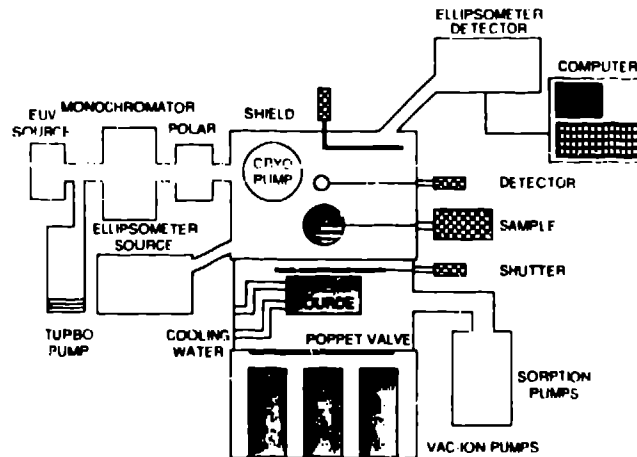 ELLIPSOMETER
DETECTOR
COMPUTER
MONOCHROMATOR
EUV
SOURCE
POLAR
SHIELD
CRYO
PUMP
DETECTOR
SAMPLE
ELLIPSOMETER
SOURCE
SHUTTER
SOURCE
TURBO
PUMP
COOLING
WATER
POPPET VALVE
SORPTION
PUMPS
VAC-ION PUMPS